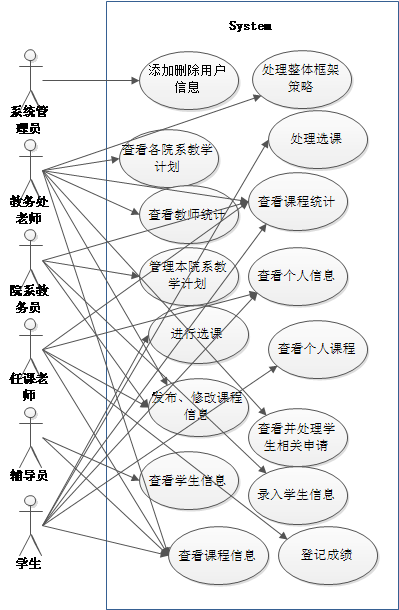 System
系统管
理员
添加删除用户
信息
处理整体框架
策略
教务处
老师
查看各院系教学
计划
处理选课
查看教师统计
查看课程统计
院系教
务员
管理本院系教
学计划
查看个人信息
任课老
师
进行选课
查看个人课程
发布、修改课程
信息
辅导员
查看并处理学
生相关申请
查看学生信息
录入学生信息
学生
查看课程信息
登记成绩